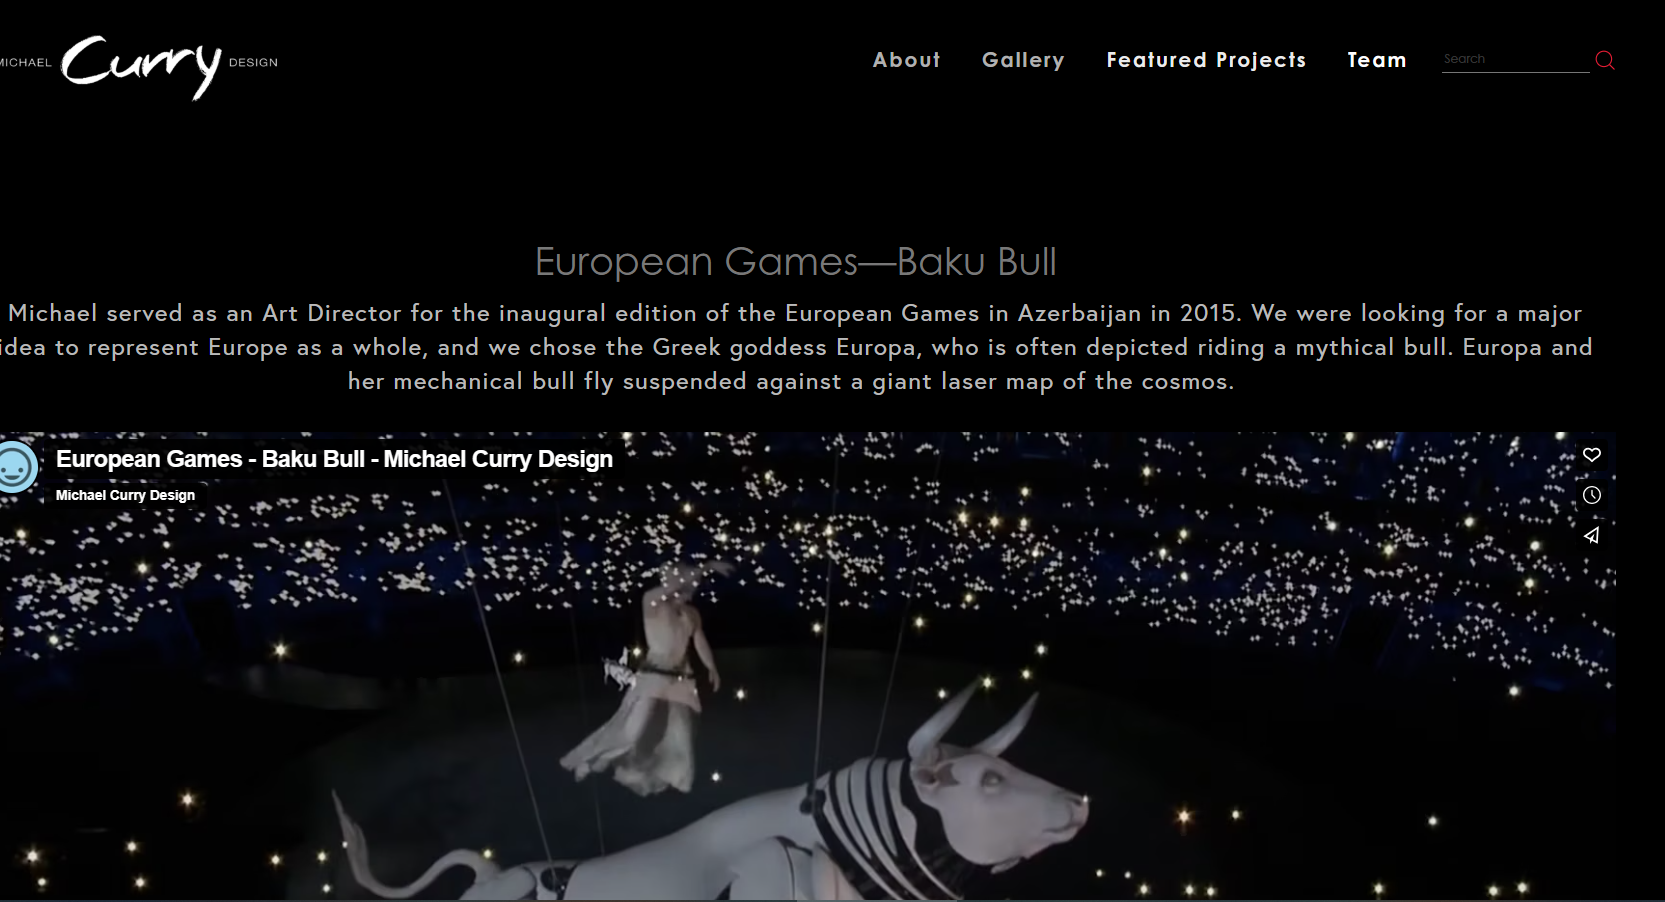 MICHAEL Curry DESIGN
About Gallery Featured Projects Team Search
European Games—Baku Bull
Michael served as an Art Director for the inaugural edition of the European Games in Azerbaijan in 2015. We were looking for a major
idea to represent Europe as a whole, and we chose the Greek goddess Europa, who is often depicted riding a mythical bull. Europa and
her mechanical bull fly suspended against a giant laser map of the cosmos.
European Games - Baku Bull - Michael Curry Design
Michael Curry Design